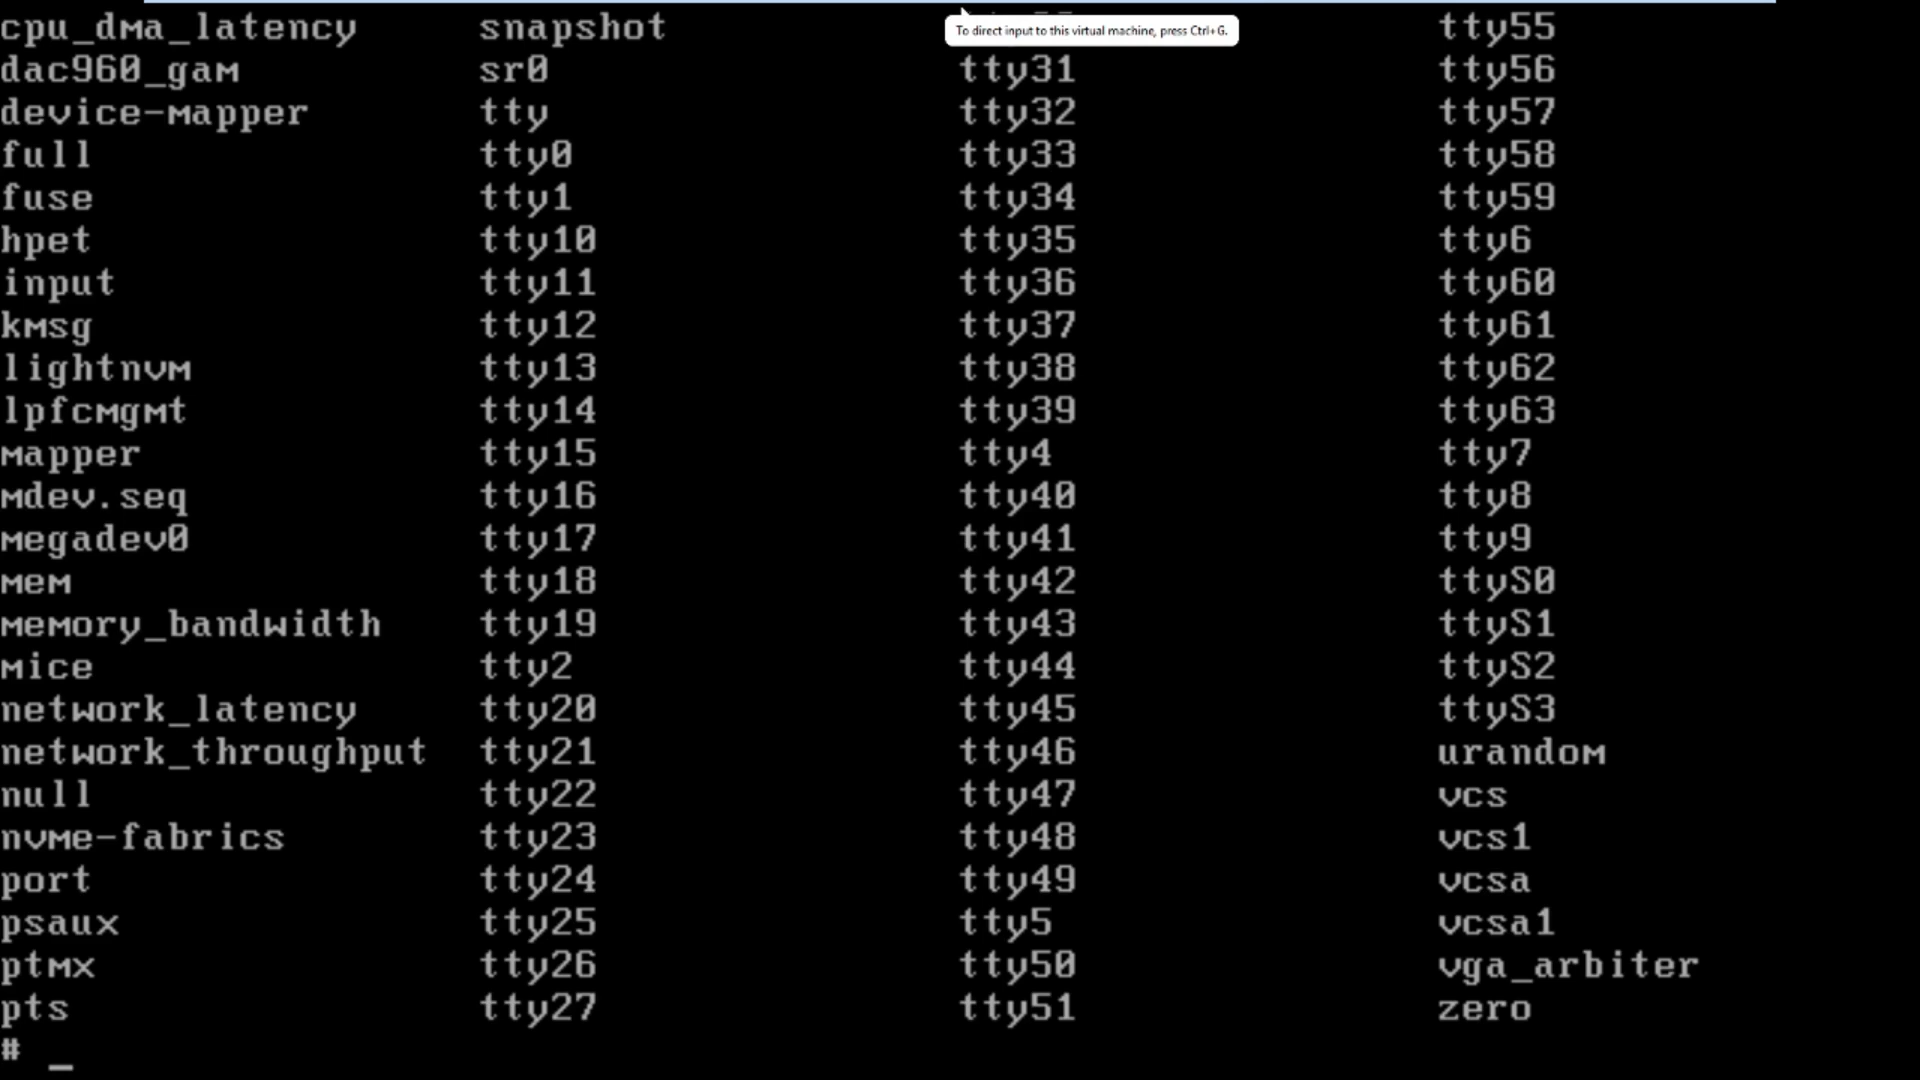 cpu_dma_latency snapshot tty55
To direct input to this virtual machine, press Ctrl+G.
dac960_gam sr0 tty31 tty56
device-mapper tty tty32 tty57
full tty0 tty33 tty58
fuse tty1 tty34 tty59
hpet tty10 tty35 tty6
input tty11 tty36 tty60
kmsg tty12 tty37 tty61
lightnvm tty13 tty38 tty62
lpfcmgmt tty14 tty39 tty63
mapper tty15 tty4 tty7
mdev.seq tty16 tty40 tty8
megadev0 tty17 tty41 tty9
mem tty18 tty42 ttyS0
memory_bandwidth tty19 tty43 ttyS1
mice tty2 tty44 ttyS2
network_latency tty20 tty45 ttyS3
network_throughput tty21 tty46 urandom
null tty22 tty47 vcs
nvme-fabrics tty23 tty48 vcs1
port tty24 tty49 vcsa
psaux tty25 tty5 vcsa1
ptmx tty26 tty50 vga_arbiter
pts tty27 tty51 zero
# _